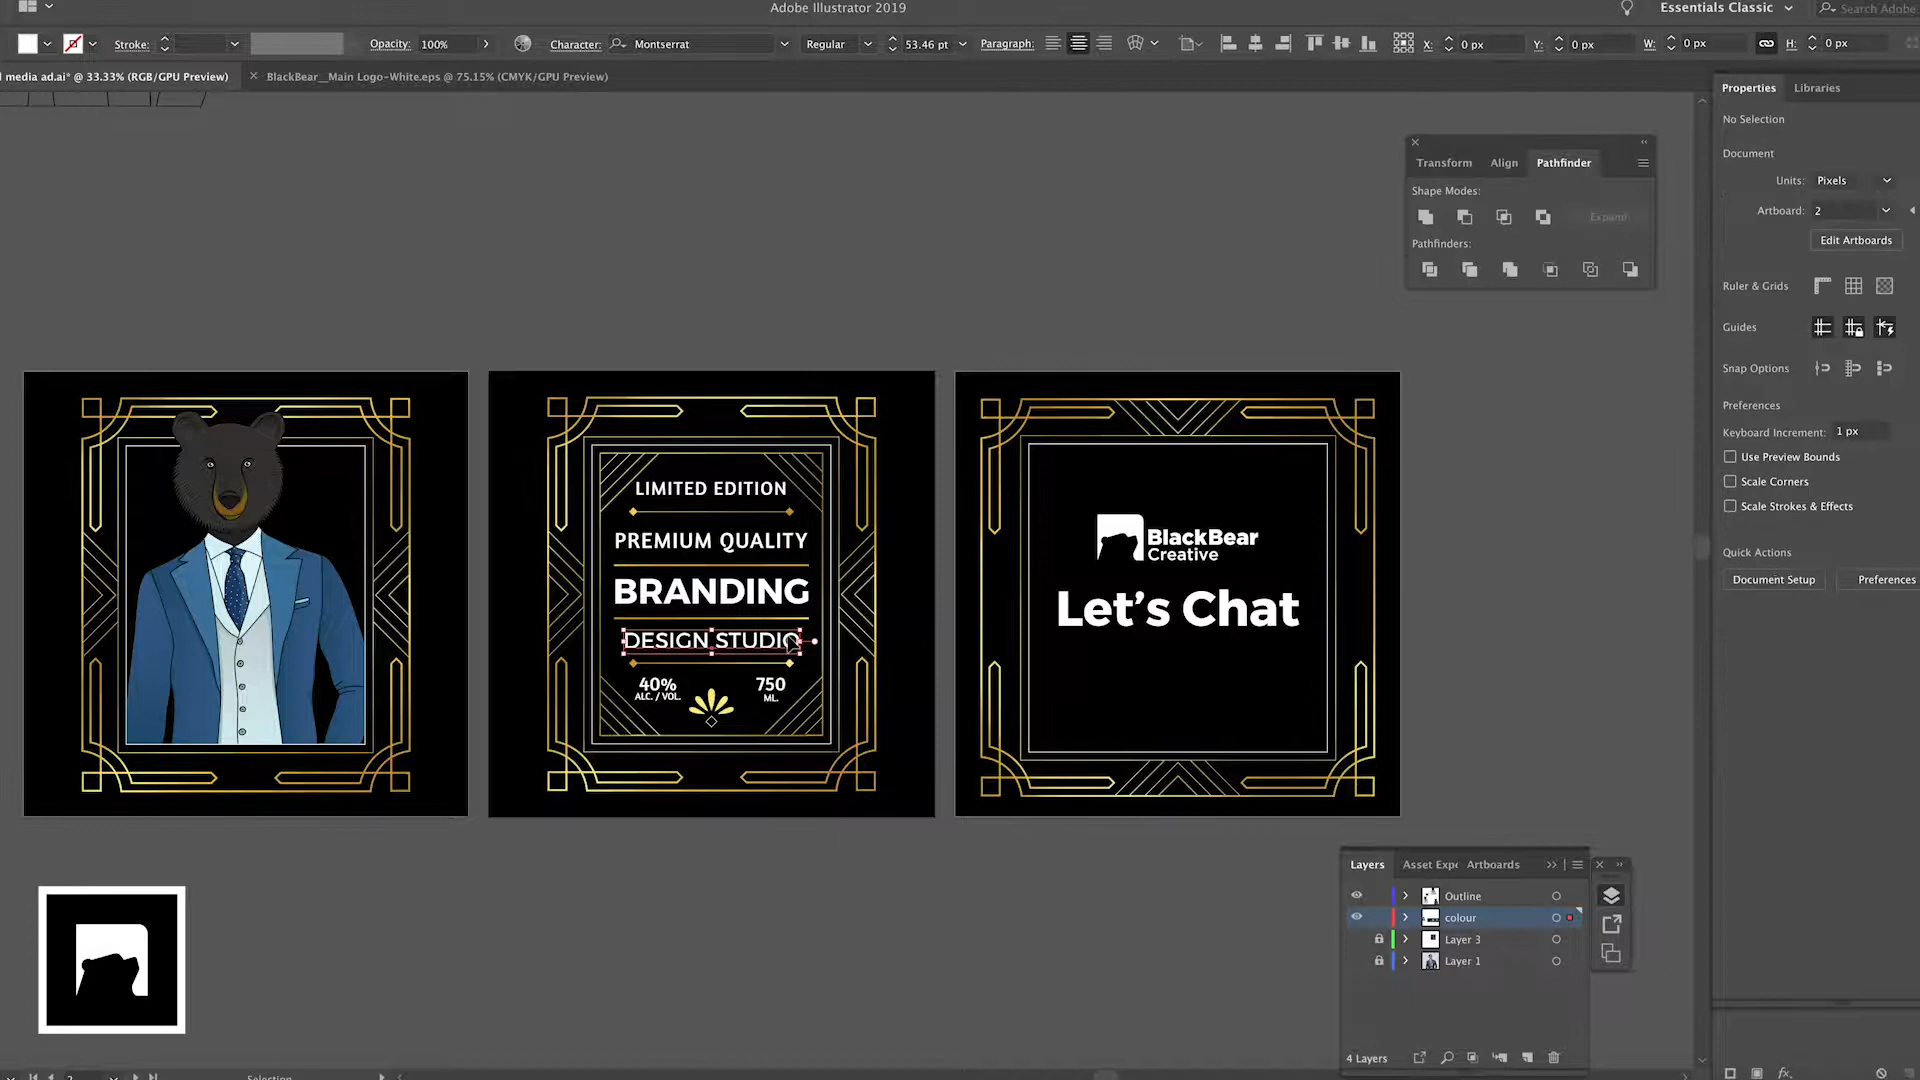 Adobe Illustrator 2019
Essentials Classic
Search Adobe
Stroke:
Opacity: 100%
Character: Montserrat
Regular
53.46 pt
Paragraph:
X: 0 px
Y: 0 px
W: 0 px
H: 0 px
l media ad.ai* @ 33.33% (RGB/GPU Preview)
BlackBear__Main Logo-White.eps @ 75.15% (CMYK/GPU Preview)
Properties
Libraries
No Selection
Document
Units: Pixels
Artboard: 2
Edit Artboards
Ruler & Grids
Guides
Snap Options
Preferences
Keyboard Increment: 1 px
Use Preview Bounds
Scale Corners
Scale Strokes & Effects
Quick Actions
Document Setup
Preferences
Transform
Align
Pathfinder
Shape Modes:
Expand
Pathfinders:
LIMITED EDITION
PREMIUM QUALITY
BRANDING
DESIGN STUDIO
40%
ALC. / VOL.
750
ML.
BlackBear
Creative
Let's Chat
Layers
Asset Expo
Artboards
Outline
colour
Layer 3
Layer 1
4 Layers
Selection